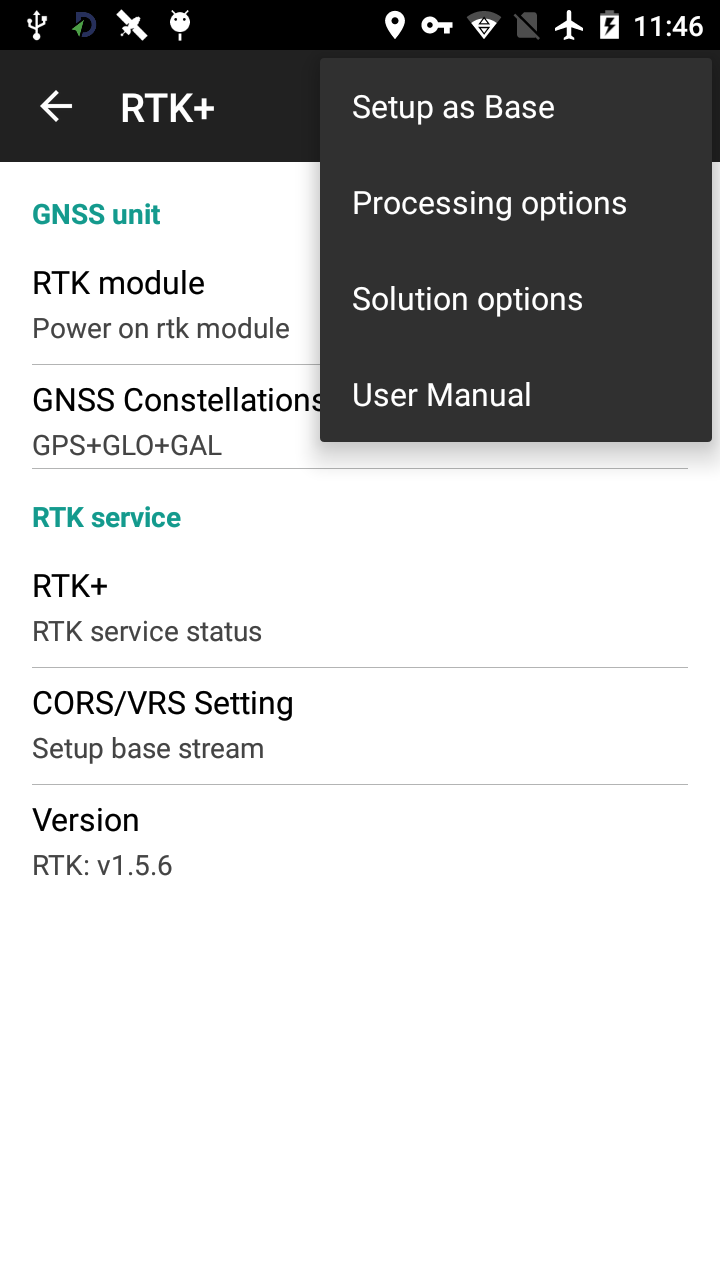 11:46
RTK+
Setup as Base
Processing options
Solution options
User Manual
GNSS unit
RTK module
Power on rtk module
GNSS Constellations
GPS+GLO+GAL
RTK service
RTK+
RTK service status
CORS/VRS Setting
Setup base stream
Version
RTK: v1.5.6